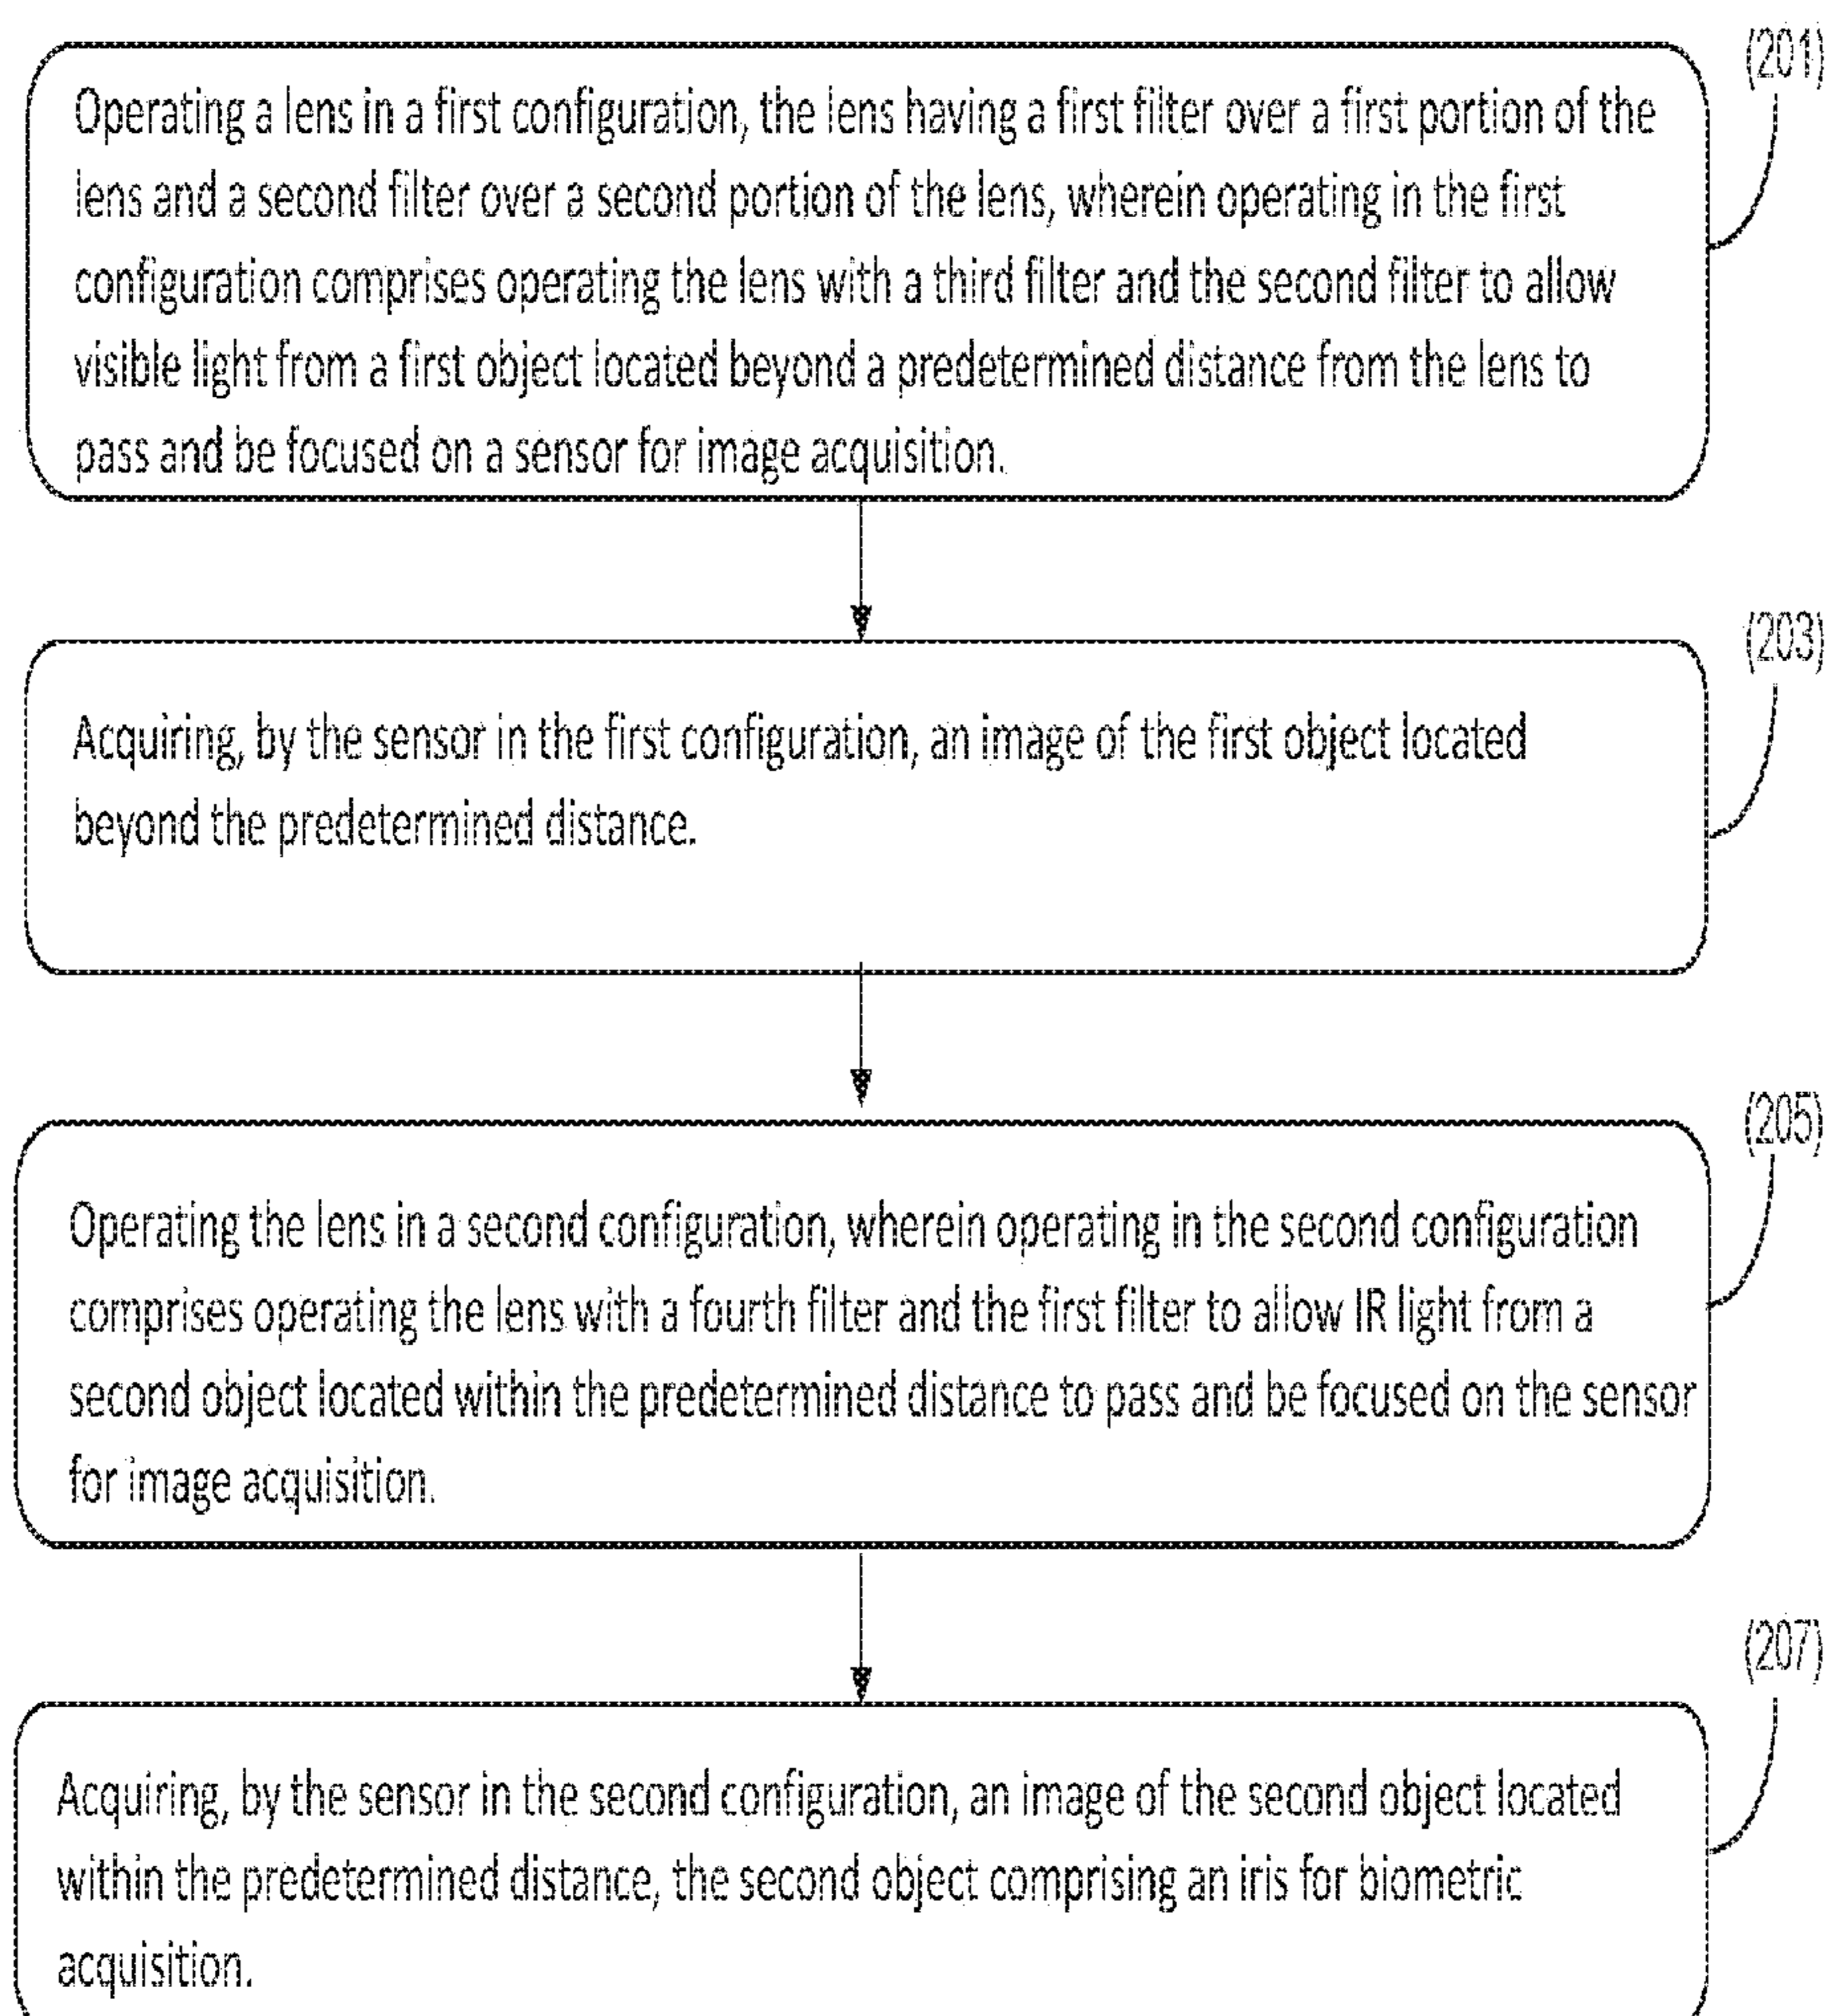 (201)
Operating a lens in a first configuration, the lens having a first filter over a first portion of the
lens and a second filter over a second portion of the lens, wherein operating in the first
configuration comprises operating the lens with a third filter and the second filter to allow
visible light from a first object located beyond a predetermined distance from the lens to
pass and be focused on a sensor for image acquisition.
(203)
Acquiring, by the sensor in the first configuration, an image of the first object located
beyond the predetermined distance.
(205)
Operating the lens in a second configuration, wherein operating in the second configuration
comprises operating the lens with a fourth filter and the first filter to allow IR light from a
second object located within the predetermined distance to pass and be focused on the sensor
for image acquisition.
(207)
Acquiring, by the sensor in the second configuration, an image of the second object located
within the predetermined distance, the second object comprising an iris for biometric
acquisition.